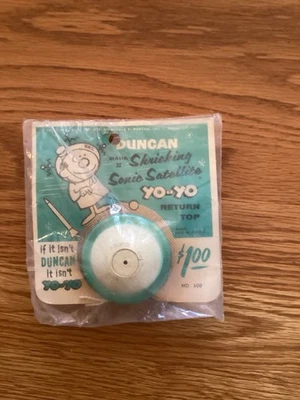 DUNCAN
Shrieking
Sonic Satellite
YO-YO
RETURN
TOP
$1.00
if it isn't
DUNCAN
it isn't
YO-YO